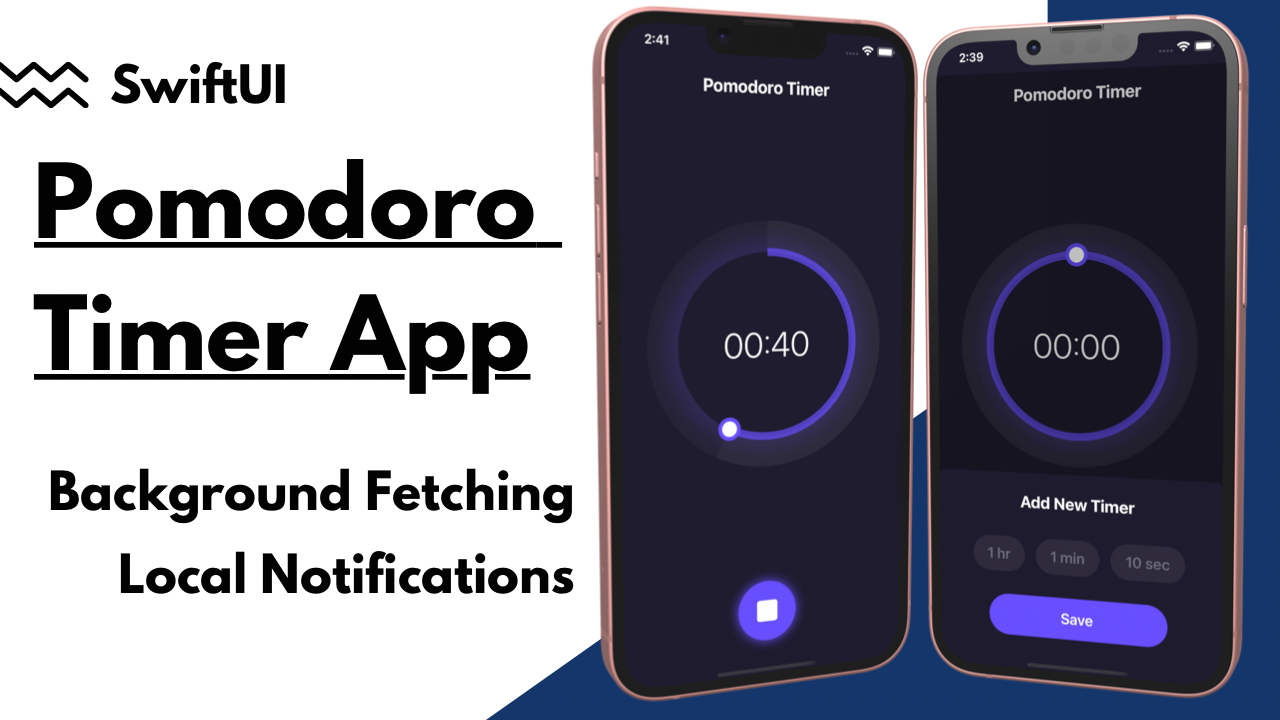 SwiftUI
Pomodoro
Timer App
Background Fetching
Local Notifications
2:41
Pomodoro Timer
00:40
2:39
Pomodoro Timer
00:00
Add New Timer
1 hr 1 min 10 sec
Save